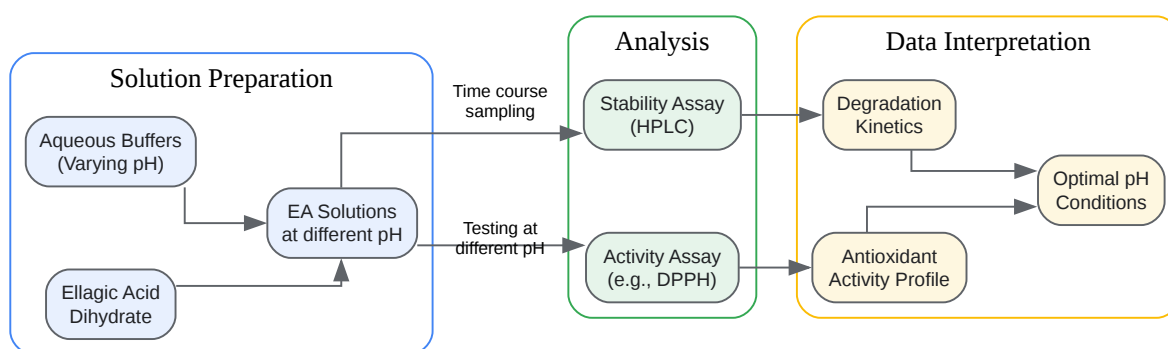 Solution Preparation
Aqueous Buffers
(Varying pH)
Ellagic Acid
Dihydrate
EA Solutions
at different pH
Time course
sampling
Testing at
different pH
Analysis
Stability Assay
(HPLC)
Activity Assay
(e.g., DPPH)
Data Interpretation
Degradation
Kinetics
Antioxidant
Activity Profile
Optimal pH
Conditions